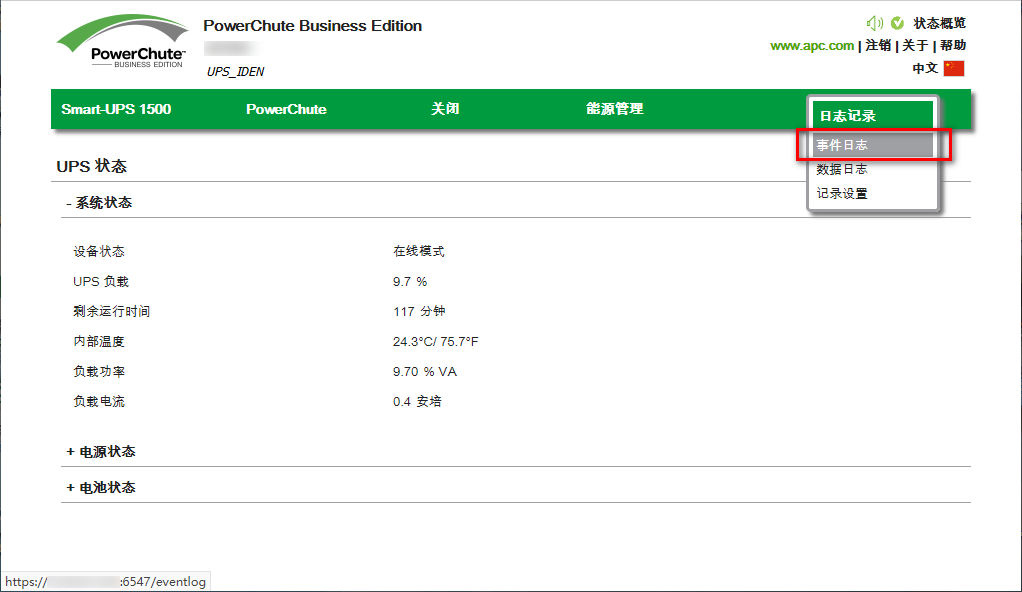 PowerChute Business Edition
PowerChute™
BUSINESS EDITION
UPS_IDEN
状态概览
www.apc.com | 注销 | 关于 | 帮助
中文
Smart-UPS 1500 PowerChute 关闭 能源管理 日志记录
事件日志
数据日志
记录设置
UPS 状态
- 系统状态
设备状态 在线模式
UPS 负载 9.7 %
剩余运行时间 117 分钟
内部温度 24.3°C/ 75.7°F
负载功率 9.70 % VA
负载电流 0.4 安培
+ 电源状态
+ 电池状态
https:// :6547/eventlog